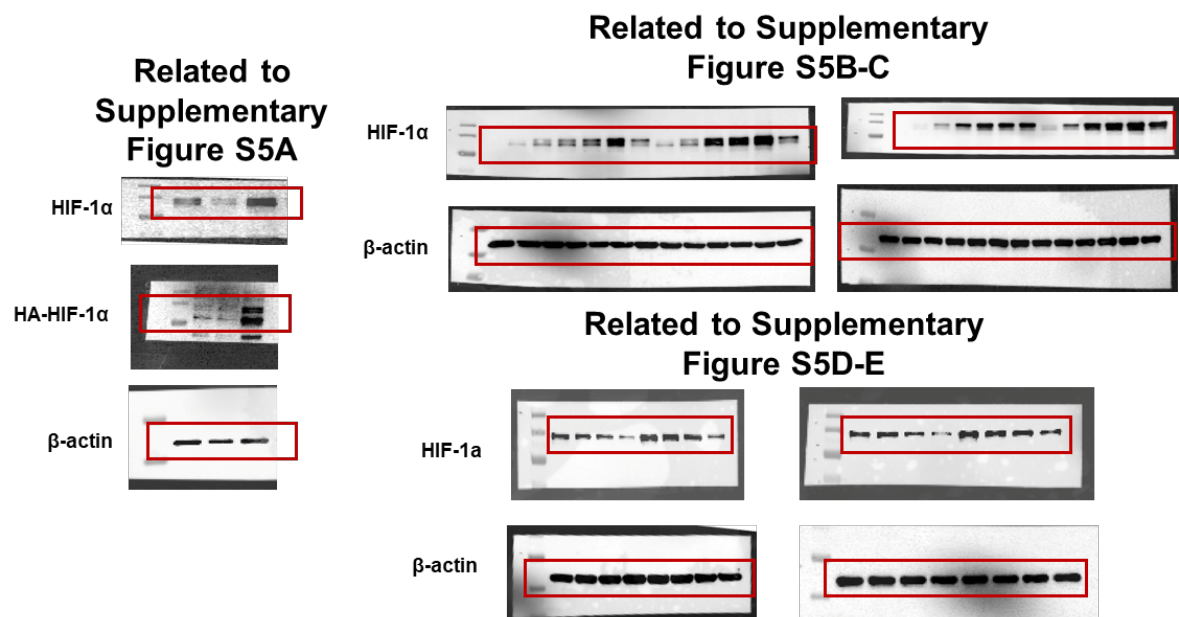 Related to
Supplementary
Figure S5A
HIF-1α
HA-HIF-1α
β-actin
Related to Supplementary
Figure S5B-C
HIF-1α
β-actin
Related to Supplementary
Figure S5D-E
HIF-1a
β-actin